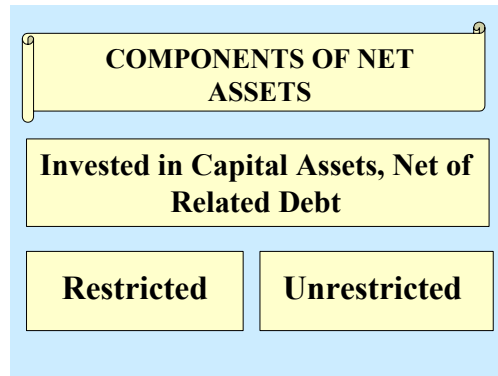 COMPONENTS OF NET
ASSETS
Invested in Capital Assets, Net of
Related Debt
Restricted
Unrestricted